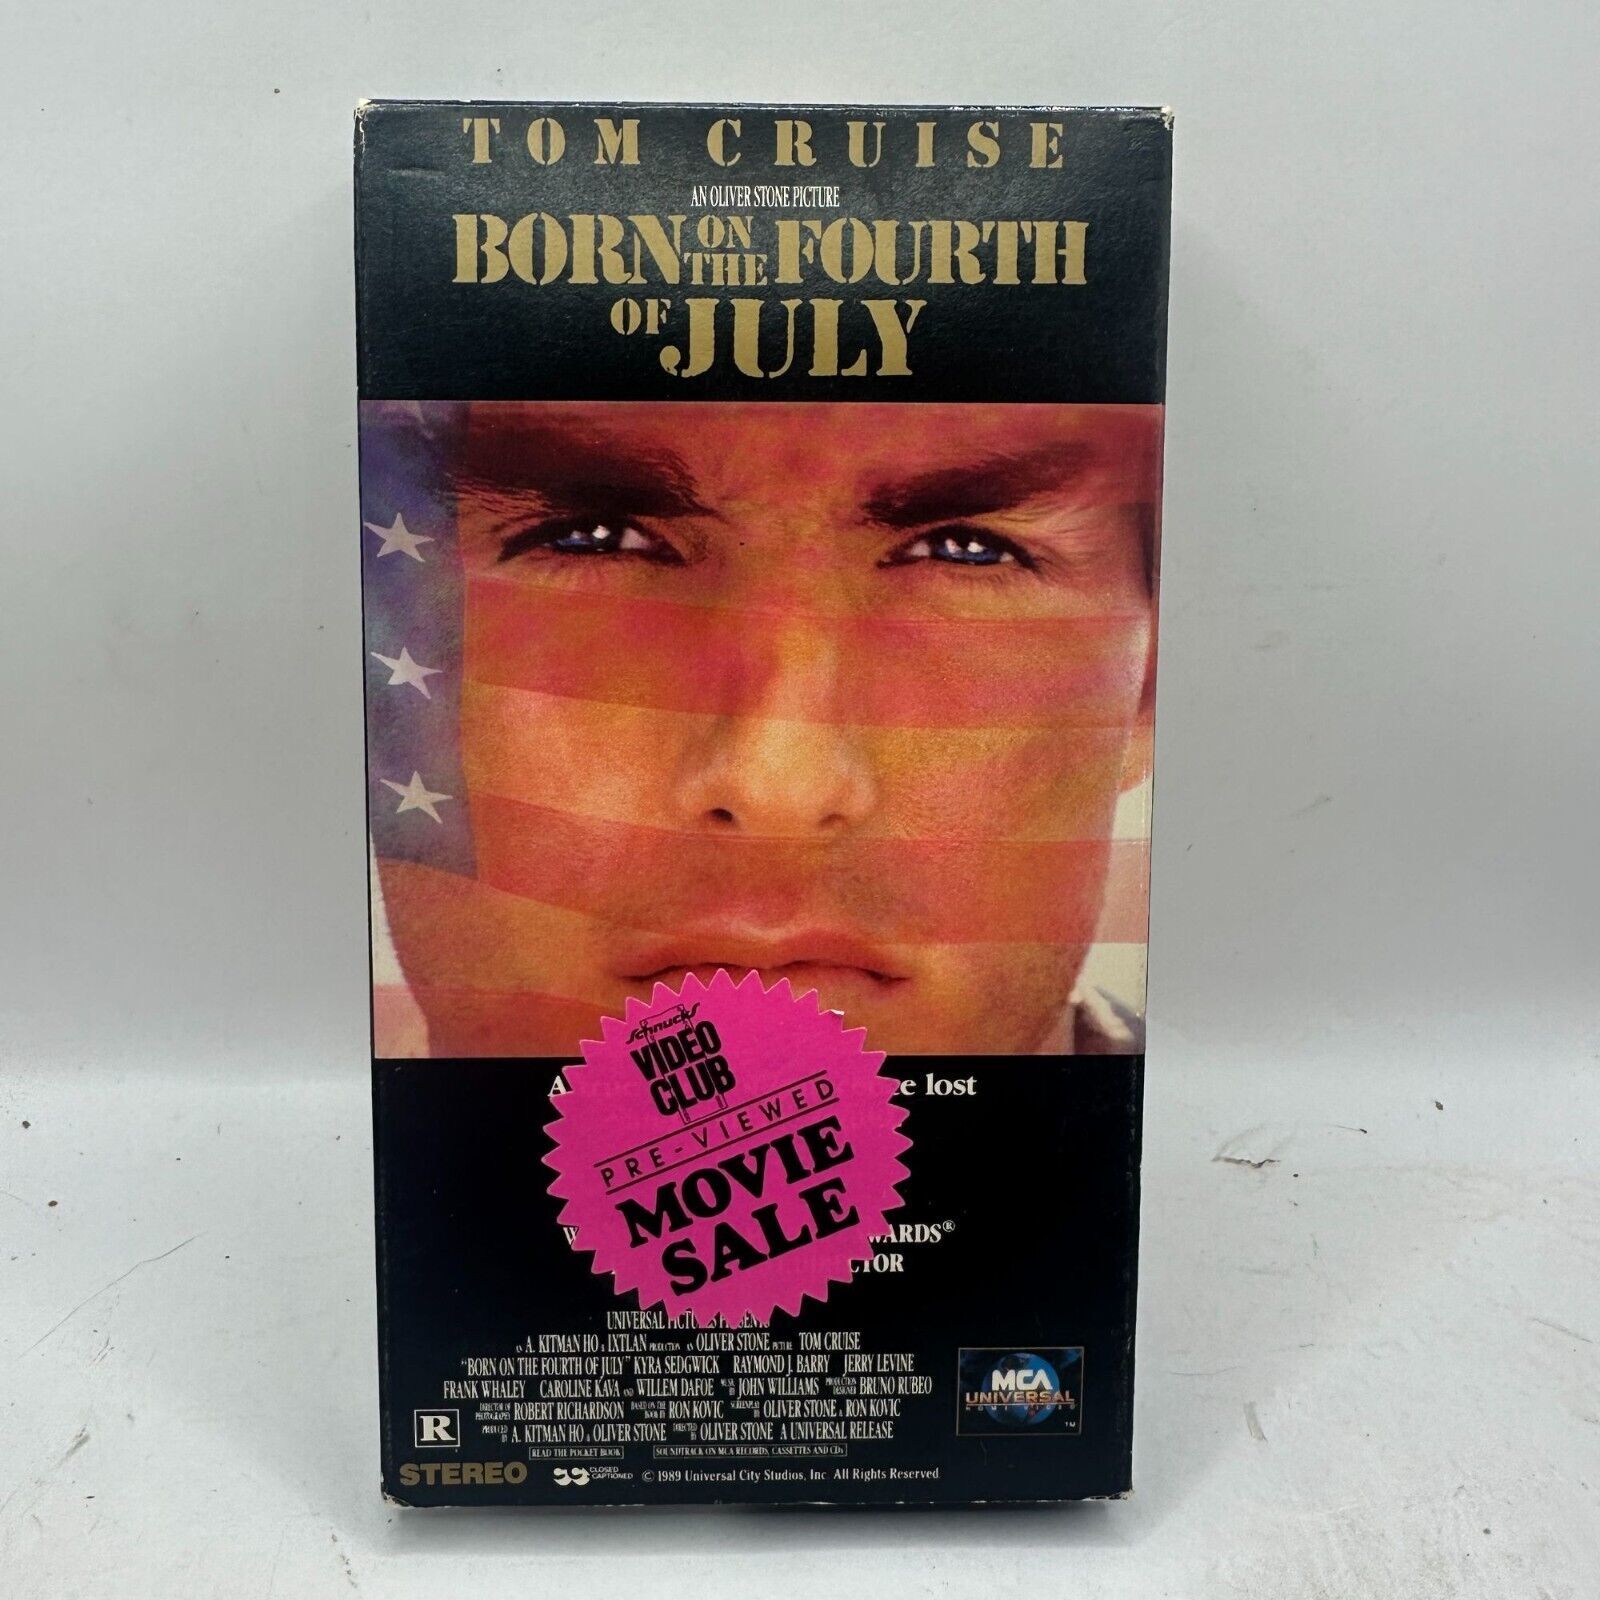 TOM CRUISE
AN OLIVER STONE PICTURE
BORN ON THE FOURTH
OF JULY
e lost
Schnucks
VIDEO
CLUB
PRE-VIEWED
MOVIE
SALE
WARDS®
CTOR
UNIVERSAL PICTURES PRESENTS
AN A. KITMAN HO & IXTLAN PRODUCTION AN OLIVER STONE PICTURE TOM CRUISE
"BORN ON THE FOURTH OF JULY" KYRA SEDGWICK RAYMOND J. BARRY JERRY LEVINE
FRANK WHALEY CAROLINE KAVA AND WILLEM DAFOE MUSIC BY JOHN WILLIAMS PRODUCTION DESIGNER BRUNO RUBEO
DIRECTOR OF PHOTOGRAPHY ROBERT RICHARDSON BASED ON THE BOOK BY RON KOVIC SCREENPLAY BY OLIVER STONE & RON KOVIC
PRODUCED BY A. KITMAN HO & OLIVER STONE DIRECTED BY OLIVER STONE A UNIVERSAL RELEASE
READ THE POCKET BOOK SOUNDTRACK ON MCA RECORDS, CASSETTES AND CDs
R
MCA
UNIVERSAL
HOME VIDEO
TM
STEREO CLOSED CAPTIONED © 1989 Universal City Studios, Inc. All Rights Reserved.